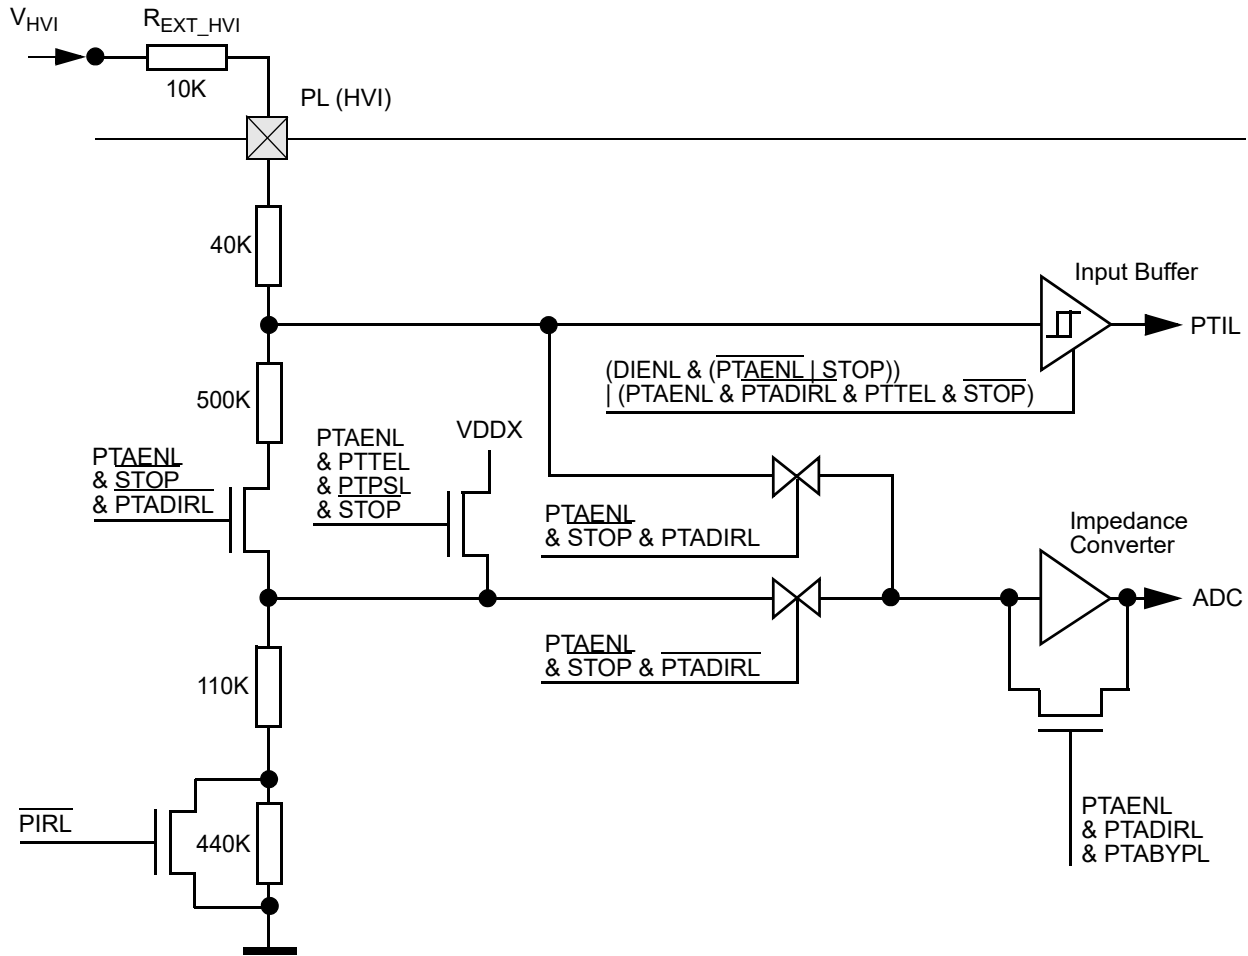 VHVI
REXT_HVI
10K
PL (HVI)
40K
Input Buffer
PTIL
(DIENL & (PTAENL | STOP))
| (PTAENL & PTADIRL & PTTEL & STOP)
500K
VDDX
PTAENL
& PTTEL
& PTPSL
& STOP
PTAENL
& STOP
& PTADIRL
PTAENL
& STOP & PTADIRL
Impedance
Converter
ADC
PTAENL
& STOP & PTADIRL
110K
PTAENL
& PTADIRL
& PTABYPL
PIRL
440K